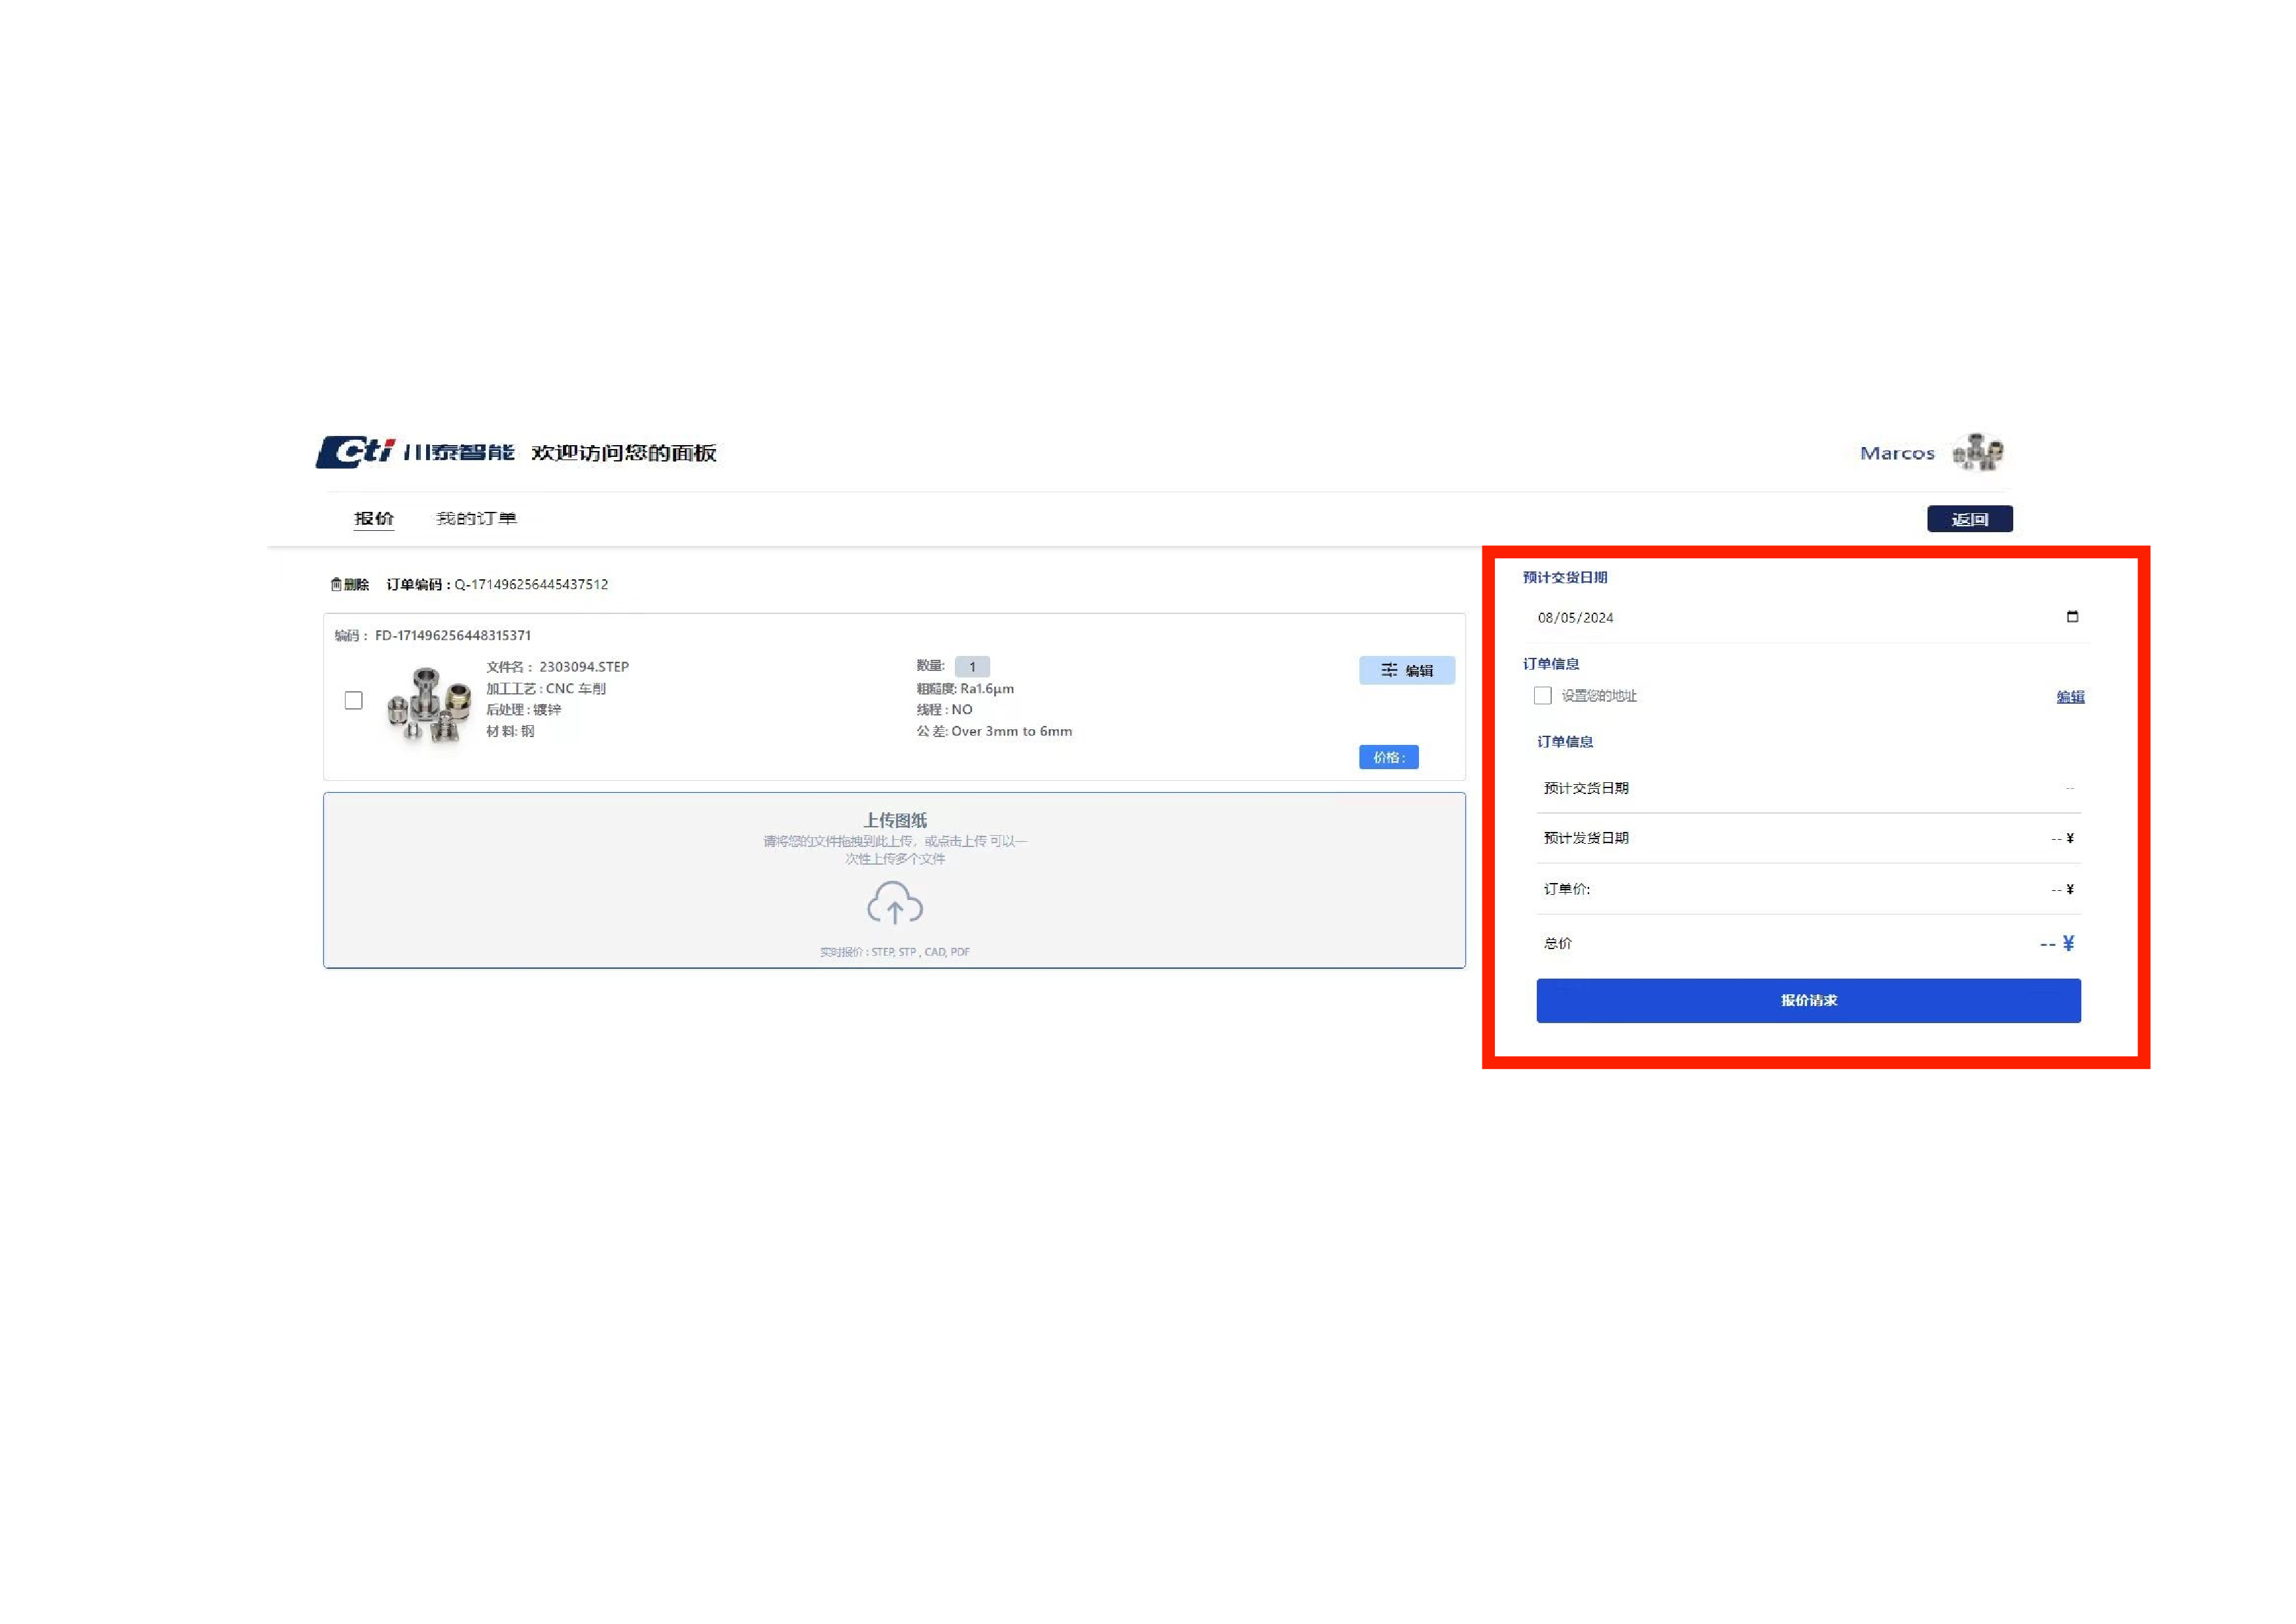 Cti 川泰智能 欢迎访问您的面板
Marcos
报价 我的订单
返回
删除 订单编码 : Q-171496256445437512
编码 : FD-171496256448315371
文件名 : 2303094.STEP
加工工艺 : CNC 车削
后处理 : 镀锌
材 料: 钢
数量: 1
粗糙度: Ra1.6μm
线程 : NO
公 差: Over 3mm to 6mm
编辑
价格 :
上传图纸
请将您的文件拖拽到此上传，或点击上传 可以一
次性上传多个文件
实时报价 : STEP, STP , CAD, PDF
预计交货日期
08/05/2024
订单信息
设置您的地址 编辑
订单信息
预计交货日期 --
预计发货日期 -- ¥
订单价: -- ¥
总价 -- ¥
报价请求